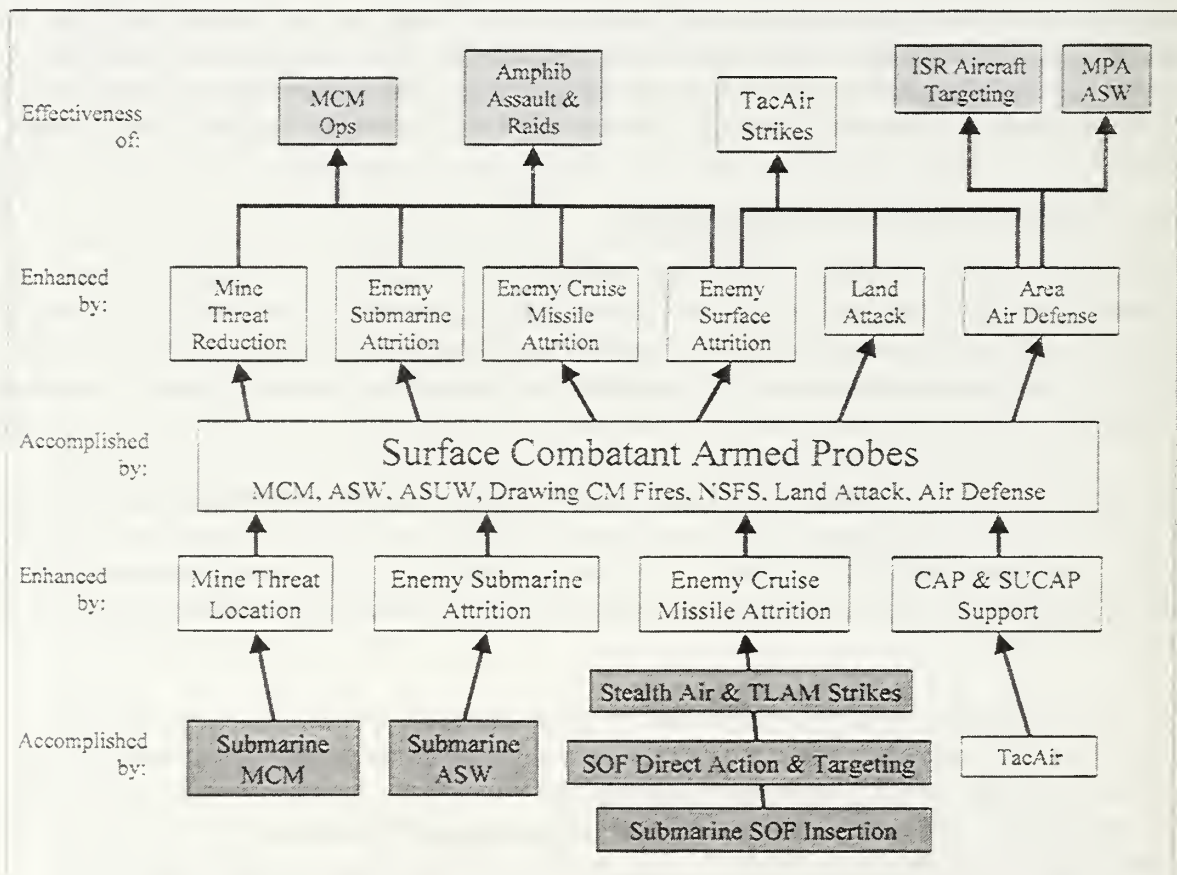 Effectiveness
of:
MCM
Ops
Amphib
Assault &
Raids
TacAir
Strikes
ISR Aircraft
Targeting
MPA
ASW
Enhanced
by:
Mine
Threat
Reduction
Enemy
Submarine
Attrition
Enemy Cruise
Missile
Attrition
Enemy
Surface
Attrition
Land
Attack
Area
Air Defense
Accomplished
by:
Surface Combatant Armed Probes
MCM, ASW, ASUW, Drawing CM Fires, NSFS, Land Attack, Air Defense
Enhanced
by:
Mine Threat
Location
Enemy Submarine
Attrition
Enemy Cruise
Missile Attrition
CAP & SUCAP
Support
Accomplished
by:
Submarine
MCM
Submarine
ASW
Stealth Air & TLAM Strikes
SOF Direct Action & Targeting
Submarine SOF Insertion
TacAir